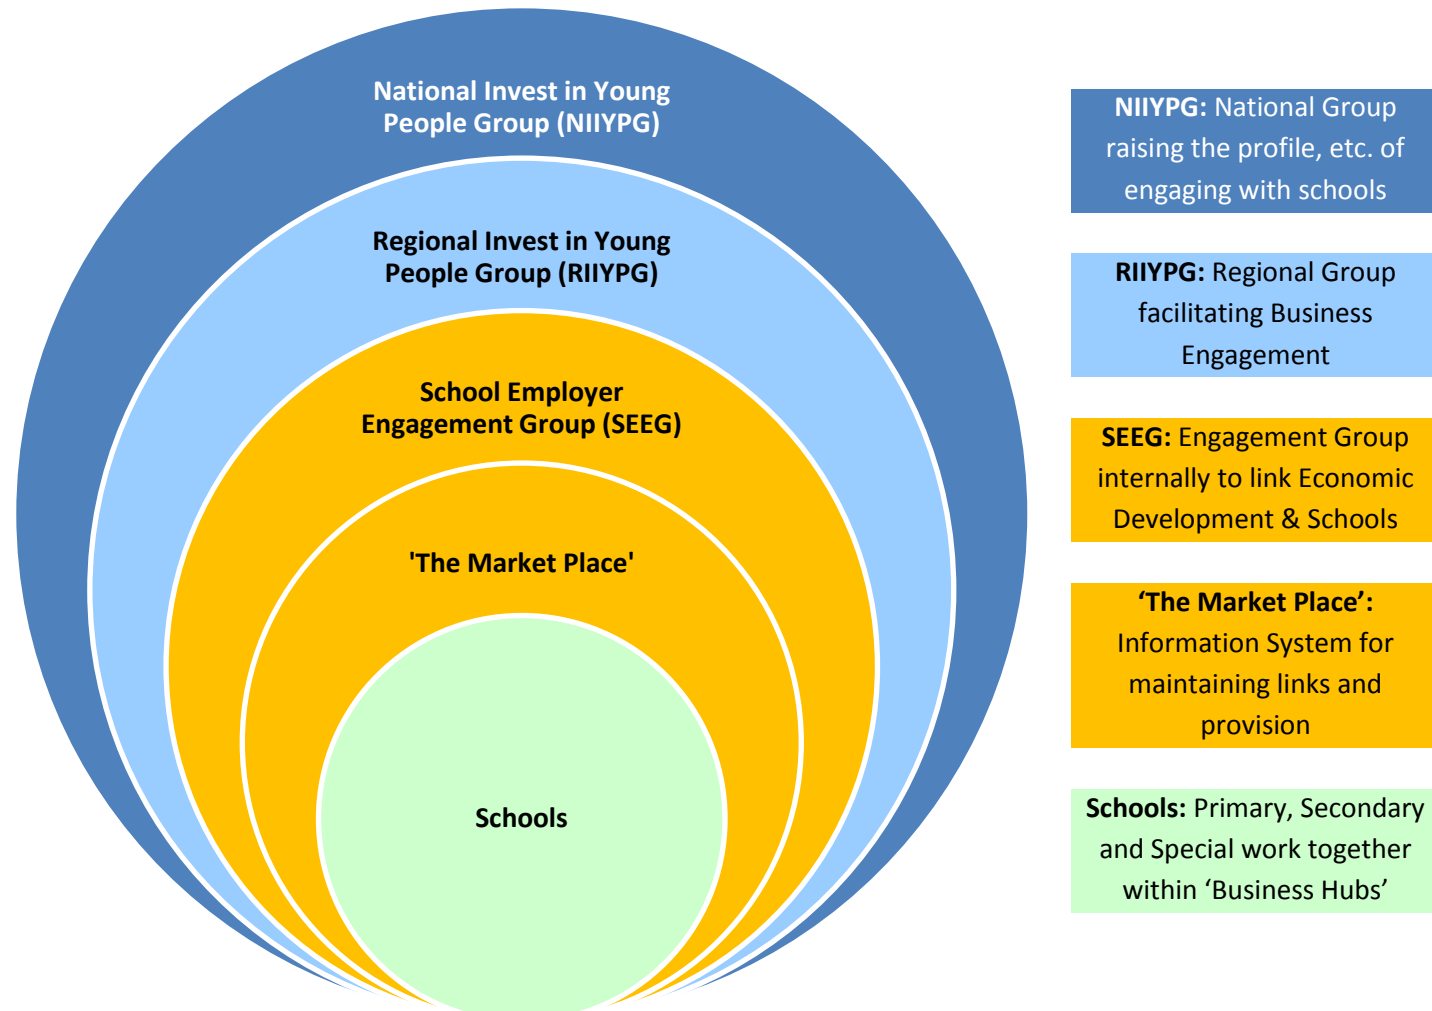 National Invest in Young
People Group (NIIYPG)
Regional Invest in Young
People Group (RIIYPG)
School Employer
Engagement Group (SEEG)
'The Market Place'
Schools
NIIYPG: National Group
raising the profile, etc. of
engaging with schools
RIIYPG: Regional Group
facilitating Business
Engagement
SEEG: Engagement Group
internally to link Economic
Development & Schools
‘The Market Place’:
Information System for
maintaining links and
provision
Schools: Primary, Secondary
and Special work together
within ‘Business Hubs’